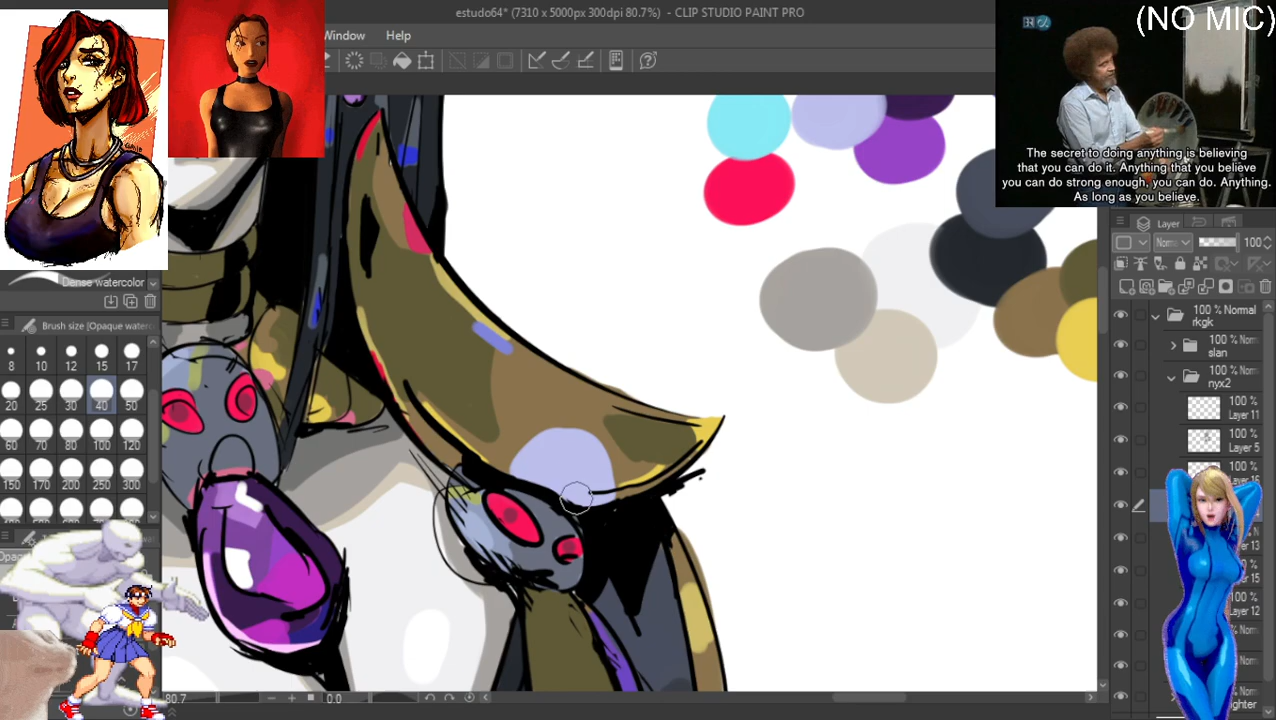 estudo64* (7310 x 5000px 300dpi 80.7%) - CLIP STUDIO PAINT PRO
(NO MIC)
Window Help
The secret to doing anything is believing
that you can do it. Anything that you believe
you can do strong enough, you can do. Anything.
As long as you believe.
Layer
100
Dense watercolor
Brush size [Opaque
8 10 12 15 17
20 25 30 40 50
60 70 80 100 120
150 170 200 250 300
100 % Normal
rkgk
100 %
slan
100 %
nyx2
100 %
Layer 11
100 %
Layer 5
100 %
80.7
0.0